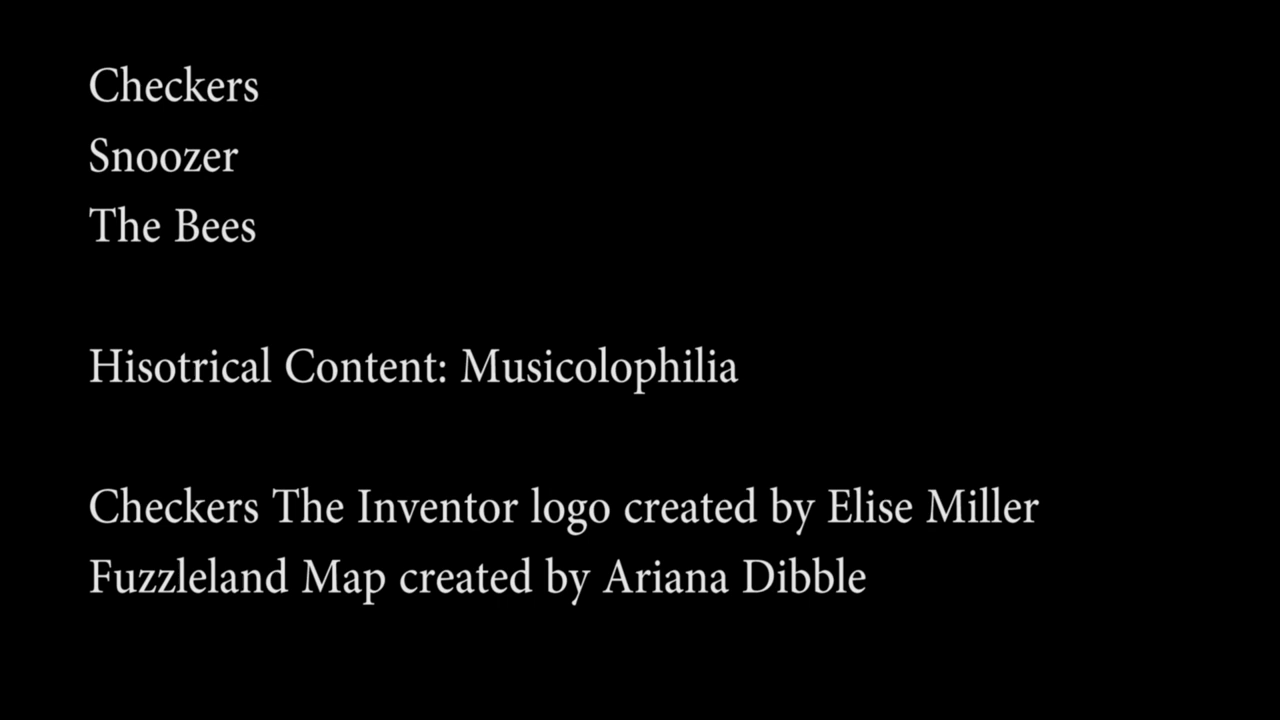 Checkers
Snoozer
The Bees
Hisotrical Content: Musicolophilia
Checkers The Inventor logo created by Elise Miller
Fuzzleland Map created by Ariana Dibble